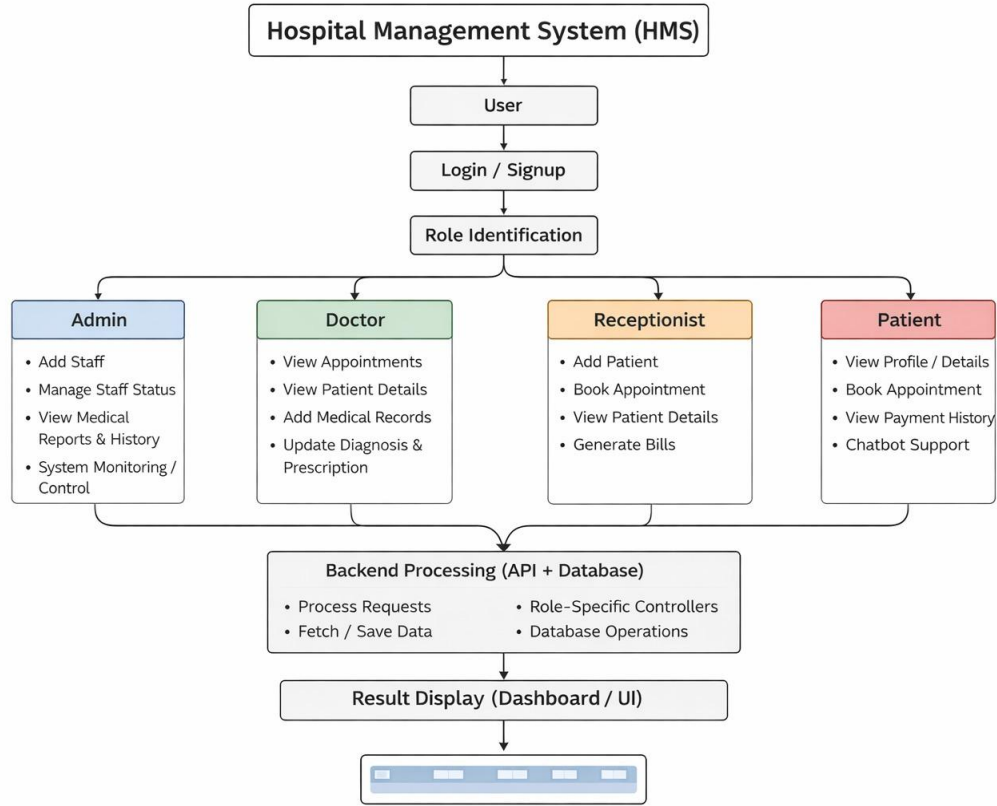 Hospital Management System (HMS)
User
Login / Signup
Role Identification
Admin
• Add Staff
• Manage Staff Status
• View Medical
Reports & History
• System Monitoring /
Control
Doctor
• View Appointments
• View Patient Details
• Add Medical Records
• Update Diagnosis &
Prescription
Receptionist
• Add Patient
• Book Appointment
• View Patient Details
• Generate Bills
Patient
• View Profile / Details
• Book Appointment
• View Payment History
• Chatbot Support
Backend Processing (API + Database)
• Process Requests
• Fetch / Save Data
• Role-Specific Controllers
• Database Operations
Result Display (Dashboard / UI)